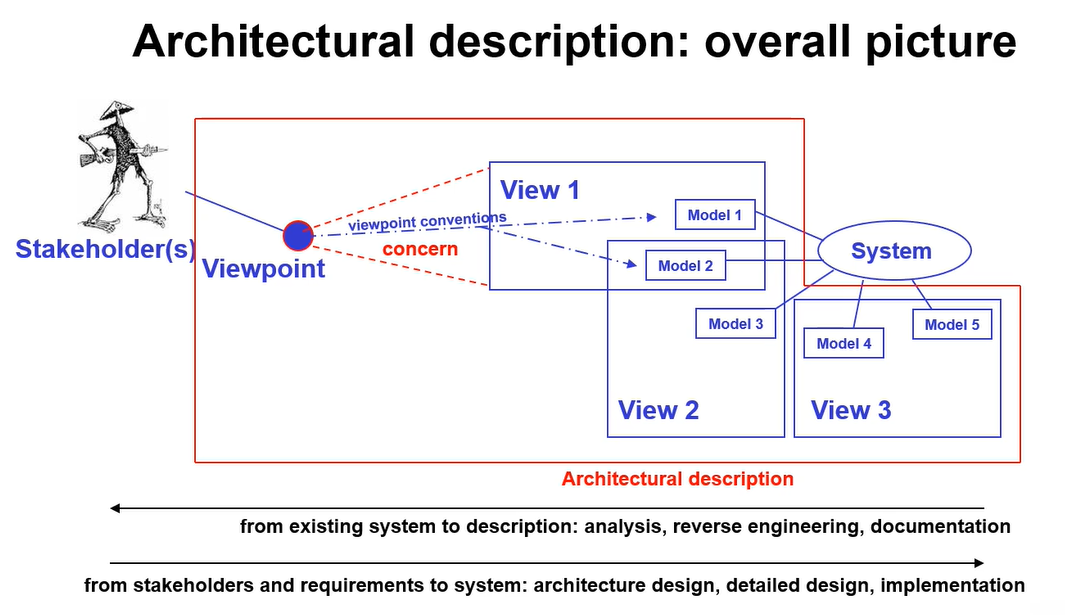 Architectural description: overall picture
Stakeholder(s)
Viewpoint
viewpoint conventions
concern
View 1
Model 1
Model 2
System
Model 3
Model 4
Model 5
View 2
View 3
Architectural description
from existing system to description: analysis, reverse engineering, documentation
from stakeholders and requirements to system: architecture design, detailed design, implementation